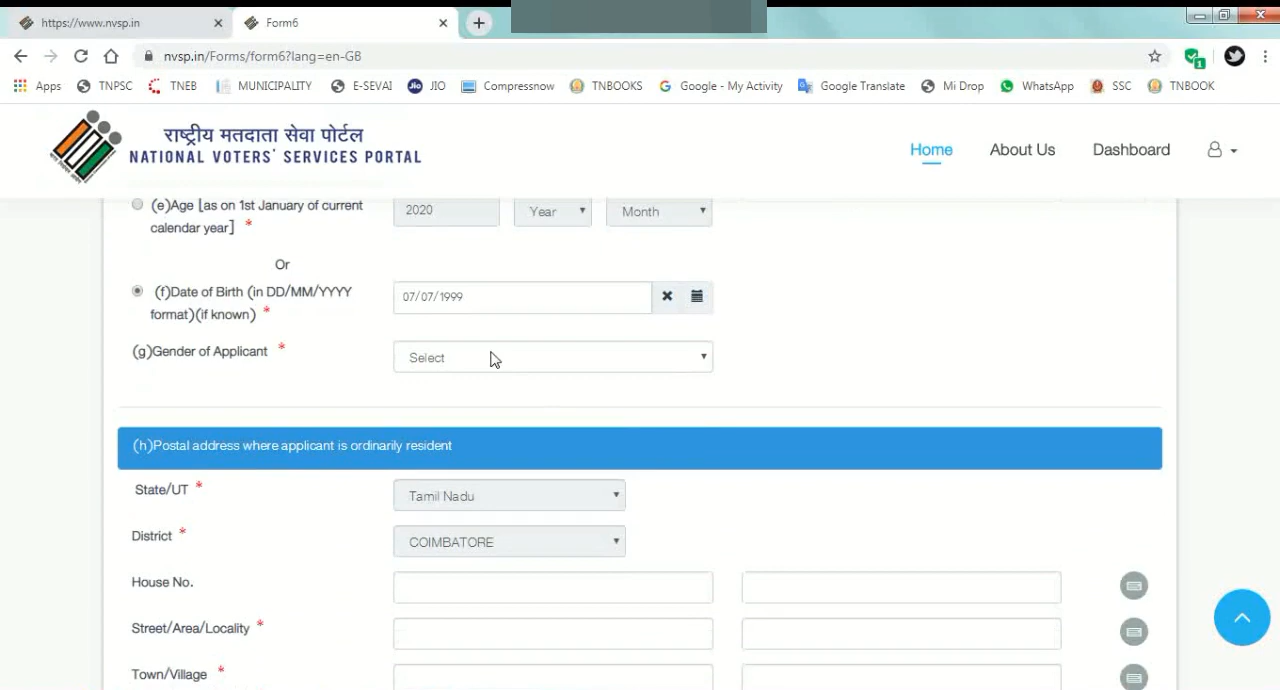 https://www.nvsp.in
Form6
nvsp.in/Forms/form6?lang=en-GB
Apps TNPSC TNEB MUNICIPALITY E-SEVAI JIO Compressnow TNBOOKS Google - My Activity Google Translate Mi Drop WhatsApp SSC TNBOOK
राष्ट्रीय मतदाता सेवा पोर्टल
NATIONAL VOTERS' SERVICES PORTAL
Home About Us Dashboard
(e)Age [as on 1st January of current
calendar year] *
2020 Year Month
Or
(f)Date of Birth (in DD/MM/YYYY
format)(if known) *
07/07/1999
(g)Gender of Applicant * Select
(h)Postal address where applicant is ordinarily resident
State/UT * Tamil Nadu
District * COIMBATORE
House No.
Street/Area/Locality *
Town/Village *